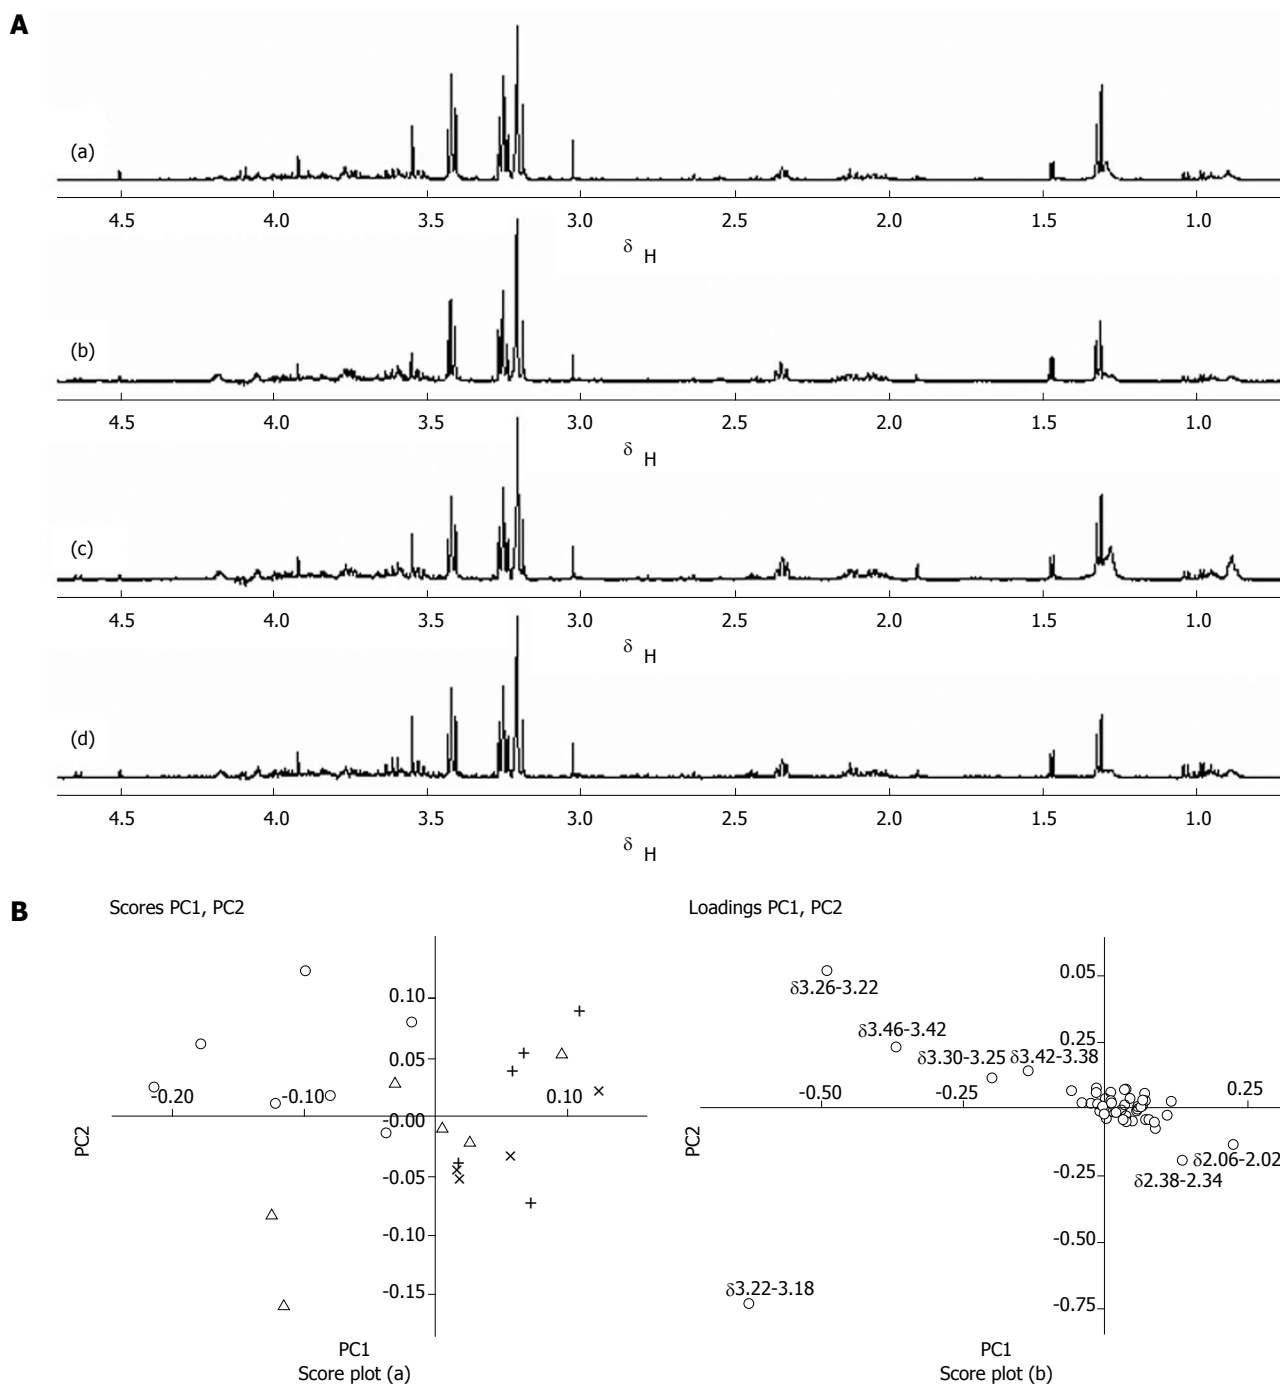 A
(a)
4.5 4.0 3.5 3.0 2.5 2.0 1.5 1.0
δ H
(b)
4.5 4.0 3.5 3.0 2.5 2.0 1.5 1.0
δ H
(c)
4.5 4.0 3.5 3.0 2.5 2.0 1.5 1.0
δ H
(d)
4.5 4.0 3.5 3.0 2.5 2.0 1.5 1.0
δ H
B
Scores PC1, PC2
0.10
0.05
-0.20 -0.10 0.10
-0.00
-0.05
-0.10
-0.15
PC2
PC1
Score plot (a)
Loadings PC1, PC2
0.05
δ3.26-3.22
δ3.46-3.42
0.25
δ3.30-3.25 δ3.42-3.38
-0.50 -0.25 0.25
δ2.06-2.02
-0.25
δ2.38-2.34
-0.50
δ3.22-3.18
-0.75
PC2
PC1
Score plot (b)